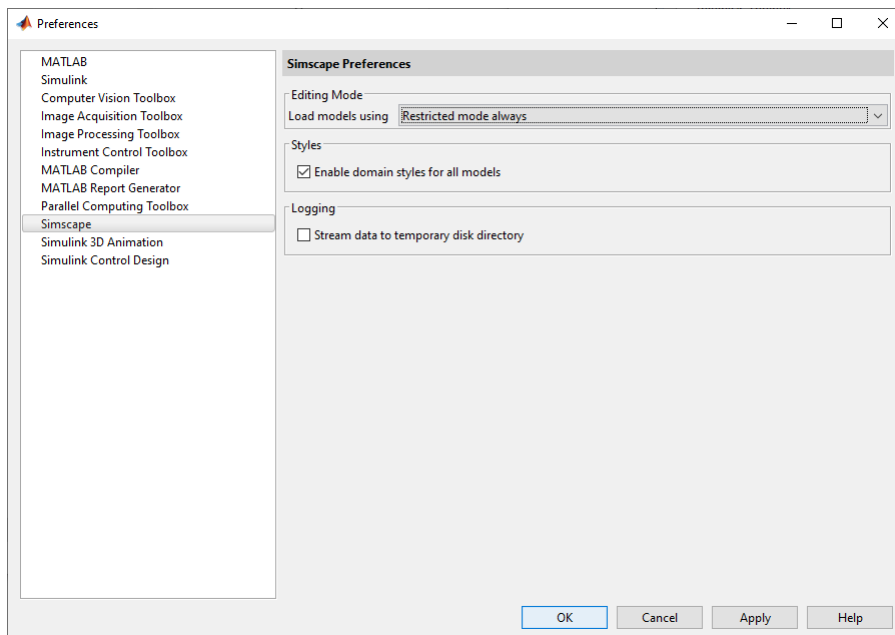 Preferences
MATLAB
Simulink
Computer Vision Toolbox
Image Acquisition Toolbox
Image Processing Toolbox
Instrument Control Toolbox
MATLAB Compiler
MATLAB Report Generator
Parallel Computing Toolbox
Simscape
Simulink 3D Animation
Simulink Control Design
Simscape Preferences
Editing Mode
Load models using Restricted mode always
Styles
Enable domain styles for all models
Logging
Stream data to temporary disk directory
OK Cancel Apply Help